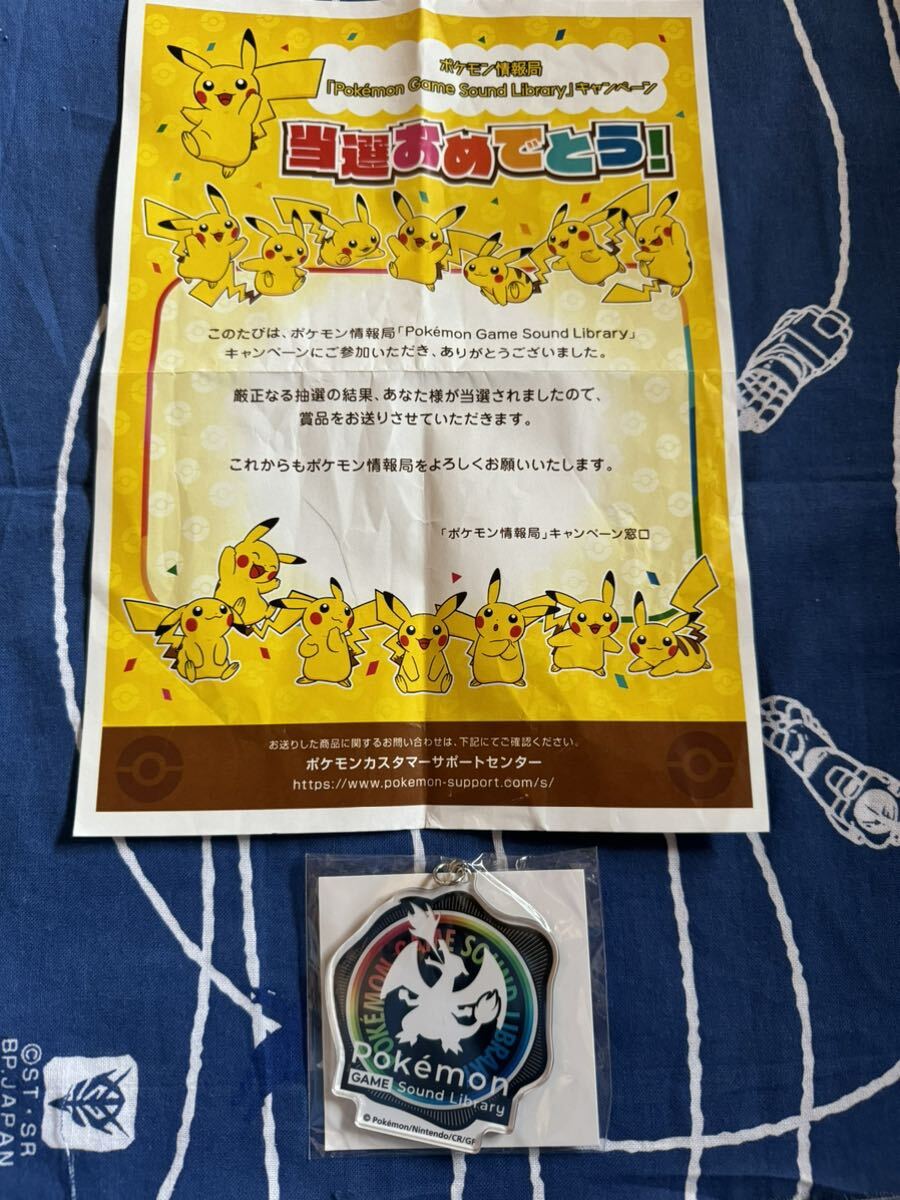 ポケモン情報局
「Pokémon Game Sound Library」キャンペーン
当選おめでとう!
このたびは、ポケモン情報局「Pokémon Game Sound Library」
キャンペーンにご参加いただき、ありがとうございました。
厳正なる抽選の結果、あなた様が当選されましたので、
賞品をお送りさせていただきます。
これからもポケモン情報局をよろしくお願いいたします。
「ポケモン情報局」キャンペーン窓口
お送りした商品に関するお問い合わせは、下記にてご確認ください。
ポケモンカスタマーサポートセンター
https://www.pokemon-support.com/s/
POKÉMON GAME SOUND LIBRARY
Pokémon
GAME Sound Library
© Pokémon/Nintendo/CR/GF
©ST・SR
BP.JAPAN